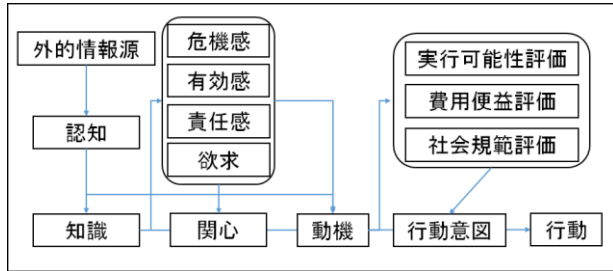 外的情報源
認知
危機感
有効感
責任感
欲求
実行可能性評価
費用便益評価
社会規範評価
知識
関心
動機
行動意図
行動